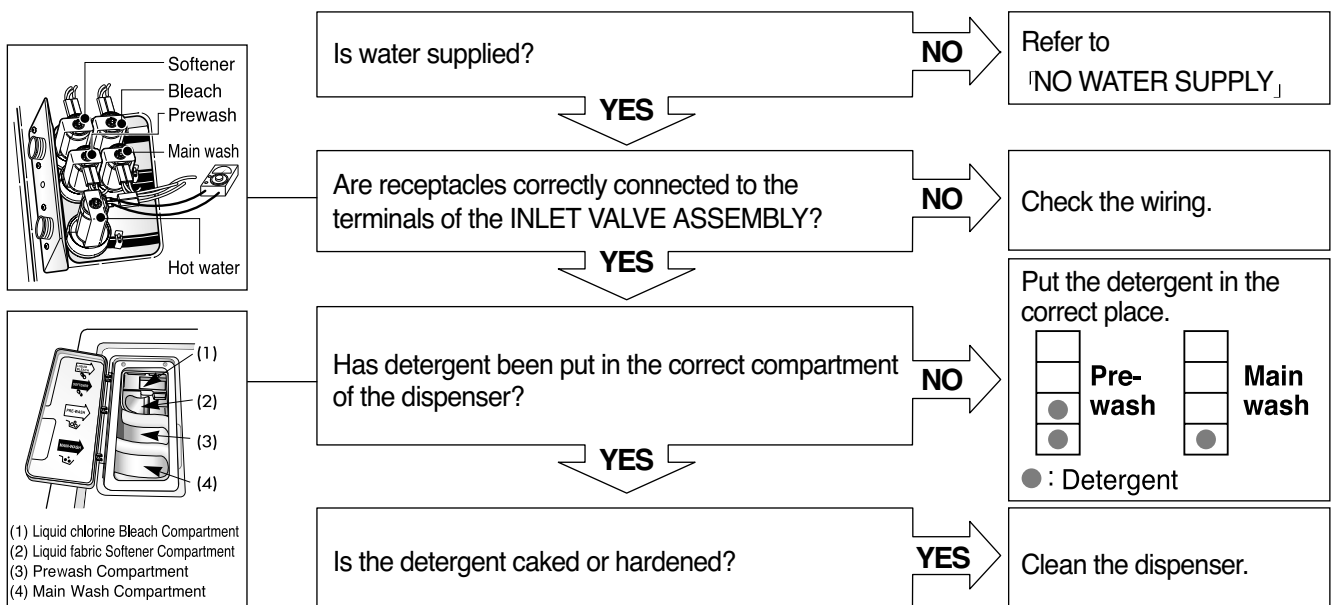 Softener
Bleach
Prewash
Main wash
Hot water
Is water supplied?
NO
Refer to
「NO WATER SUPPLY」
YES
Are receptacles correctly connected to the
terminals of the INLET VALVE ASSEMBLY?
NO
Check the wiring.
YES
(1)
(2)
(3)
(4)
PRE-WASH
MAIN-WASH
(1) Liquid chlorine Bleach Compartment
(2) Liquid fabric Softener Compartment
(3) Prewash Compartment
(4) Main Wash Compartment
Has detergent been put in the correct compartment
of the dispenser?
NO
Put the detergent in the
correct place.
Pre-
wash
Main
wash
: Detergent
YES
Is the detergent caked or hardened?
YES
Clean the dispenser.